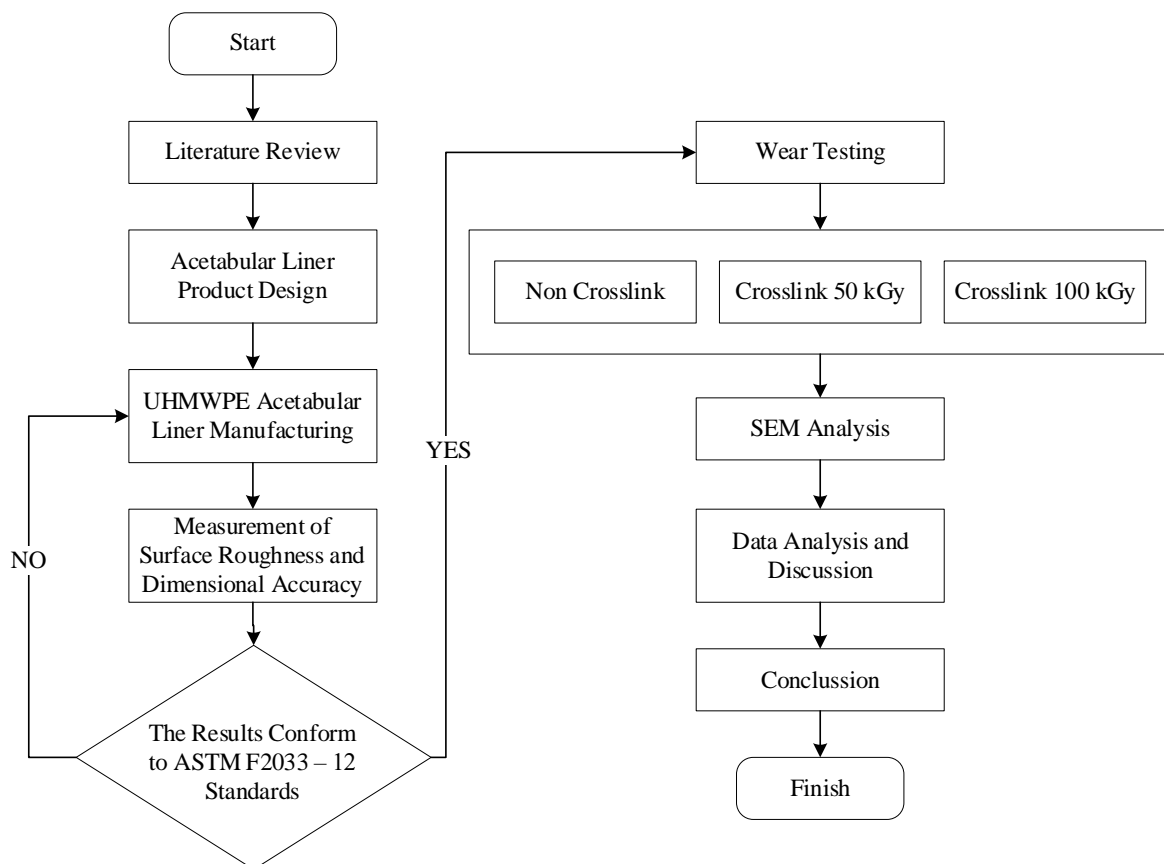 Start
Literature Review
Acetabular Liner
Product Design
UHMWPE Acetabular
Liner Manufacturing
Measurement of
Surface Roughness and
Dimensional Accuracy
NO
The Results Conform
to ASTM F2033 – 12
Standards
YES
Wear Testing
Non Crosslink
Crosslink 50 kGy
Crosslink 100 kGy
SEM Analysis
Data Analysis and
Discussion
Conclussion
Finish